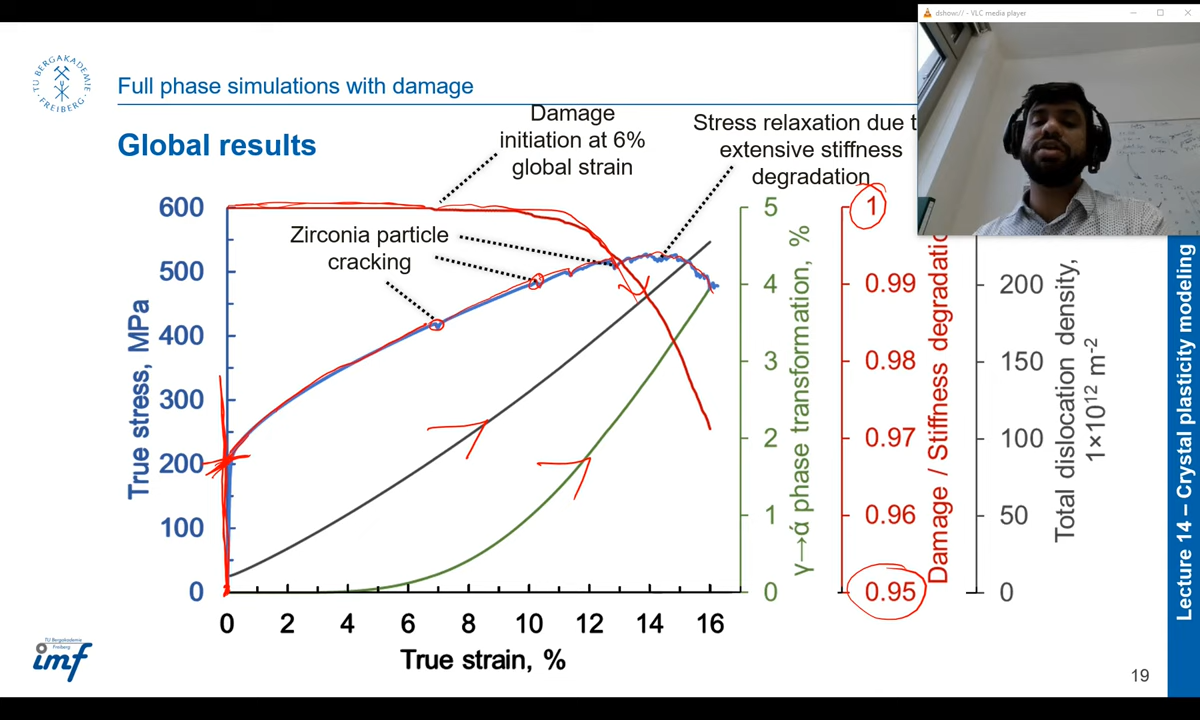 dshow:// - VLC media player
TU BERGAKADEMIE
FREIBERG
Full phase simulations with damage
Global results
Damage
initiation at 6%
global strain
Stress relaxation due t
extensive stiffness
degradation
Zirconia particle
cracking
True stress, MPa
600
500
400
300
200
100
0
0 2 4 6 8 10 12 14 16
True strain, %
5
4
3
2
1
0
γ→ά phase transformation, %
1
0.99
0.98
0.97
0.96
0.95
Damage / Stiffness degradatio
200
150
100
50
0
Total dislocation density,
1×10¹² m⁻²
Lecture 14 – Crystal plasticity modeling
TU Bergakademie
Freiberg
imf
19